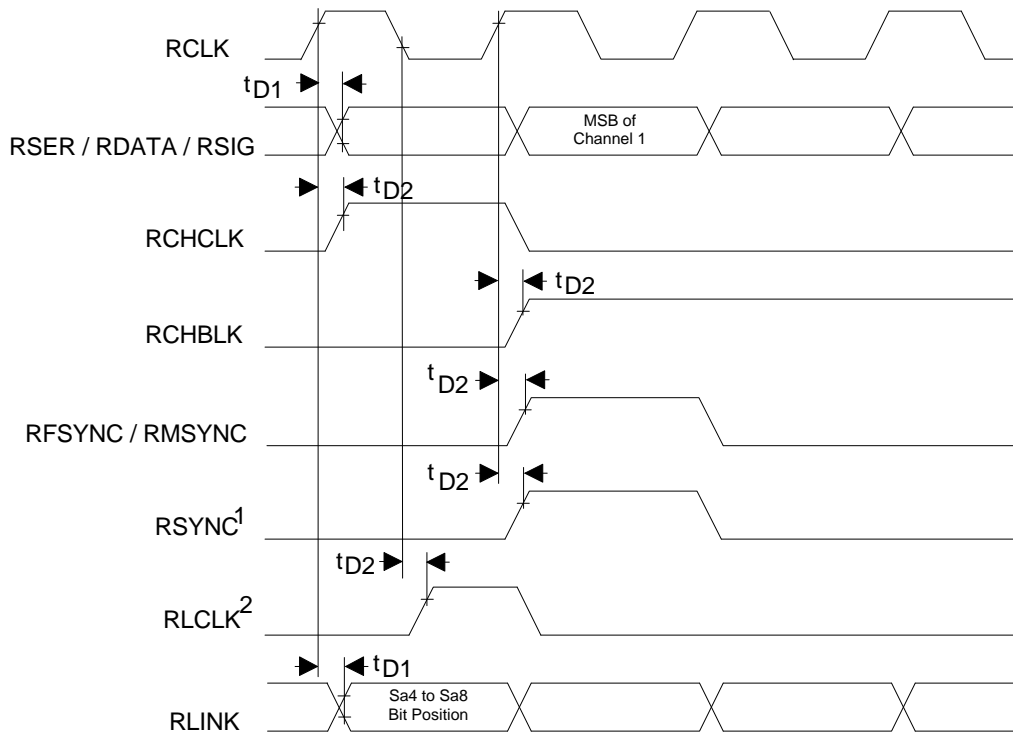 RCLK
tD1
MSB of
Channel 1
RSER / RDATA / RSIG
tD2
RCHCLK
tD2
RCHBLK
tD2
RFSYNC / RMSYNC
tD2
RSYNC1
tD2
RLCLK2
tD1
Sa4 to Sa8
Bit Position
RLINK